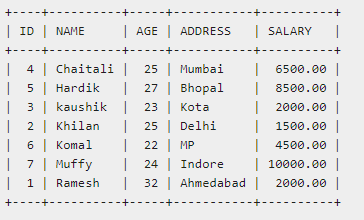 +----+----------+-----+-----------+----------+
| ID | NAME     | AGE | ADDRESS   | SALARY   |
+----+----------+-----+-----------+----------+
|  4 | Chaitali |  25 | Mumbai    |  6500.00 |
|  5 | Hardik   |  27 | Bhopal    |  8500.00 |
|  3 | kaushik  |  23 | Kota      |  2000.00 |
|  2 | Khilan   |  25 | Delhi     |  1500.00 |
|  6 | Komal    |  22 | MP        |  4500.00 |
|  7 | Muffy    |  24 | Indore    | 10000.00 |
|  1 | Ramesh   |  32 | Ahmedabad |  2000.00 |
+----+----------+-----+-----------+----------+